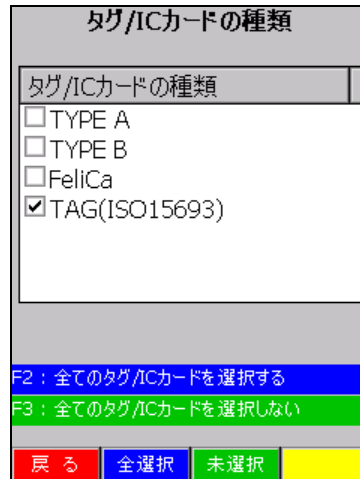 タグ/ICカードの種類
タグ/ICカードの種類
TYPE A
TYPE B
FeliCa
TAG(ISO15693)
F2：全てのタグ/ICカードを選択する
F3：全てのタグ/ICカードを選択しない
戻 る 全選択 未選択